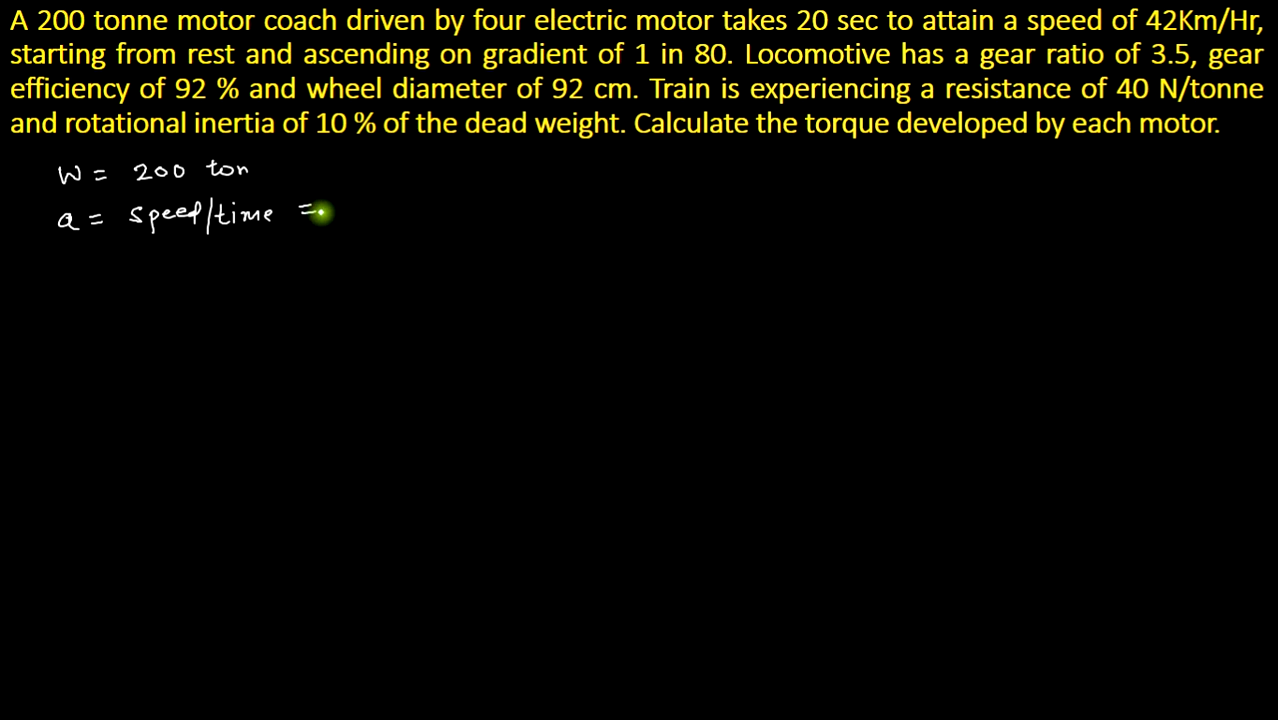 A 200 tonne motor coach driven by four electric motor takes 20 sec to attain a speed of 42Km/Hr,
starting from rest and ascending on gradient of 1 in 80. Locomotive has a gear ratio of 3.5, gear
efficiency of 92 % and wheel diameter of 92 cm. Train is experiencing a resistance of 40 N/tonne
and rotational inertia of 10 % of the dead weight. Calculate the torque developed by each motor.
W = 200 ton
a = speed/time =